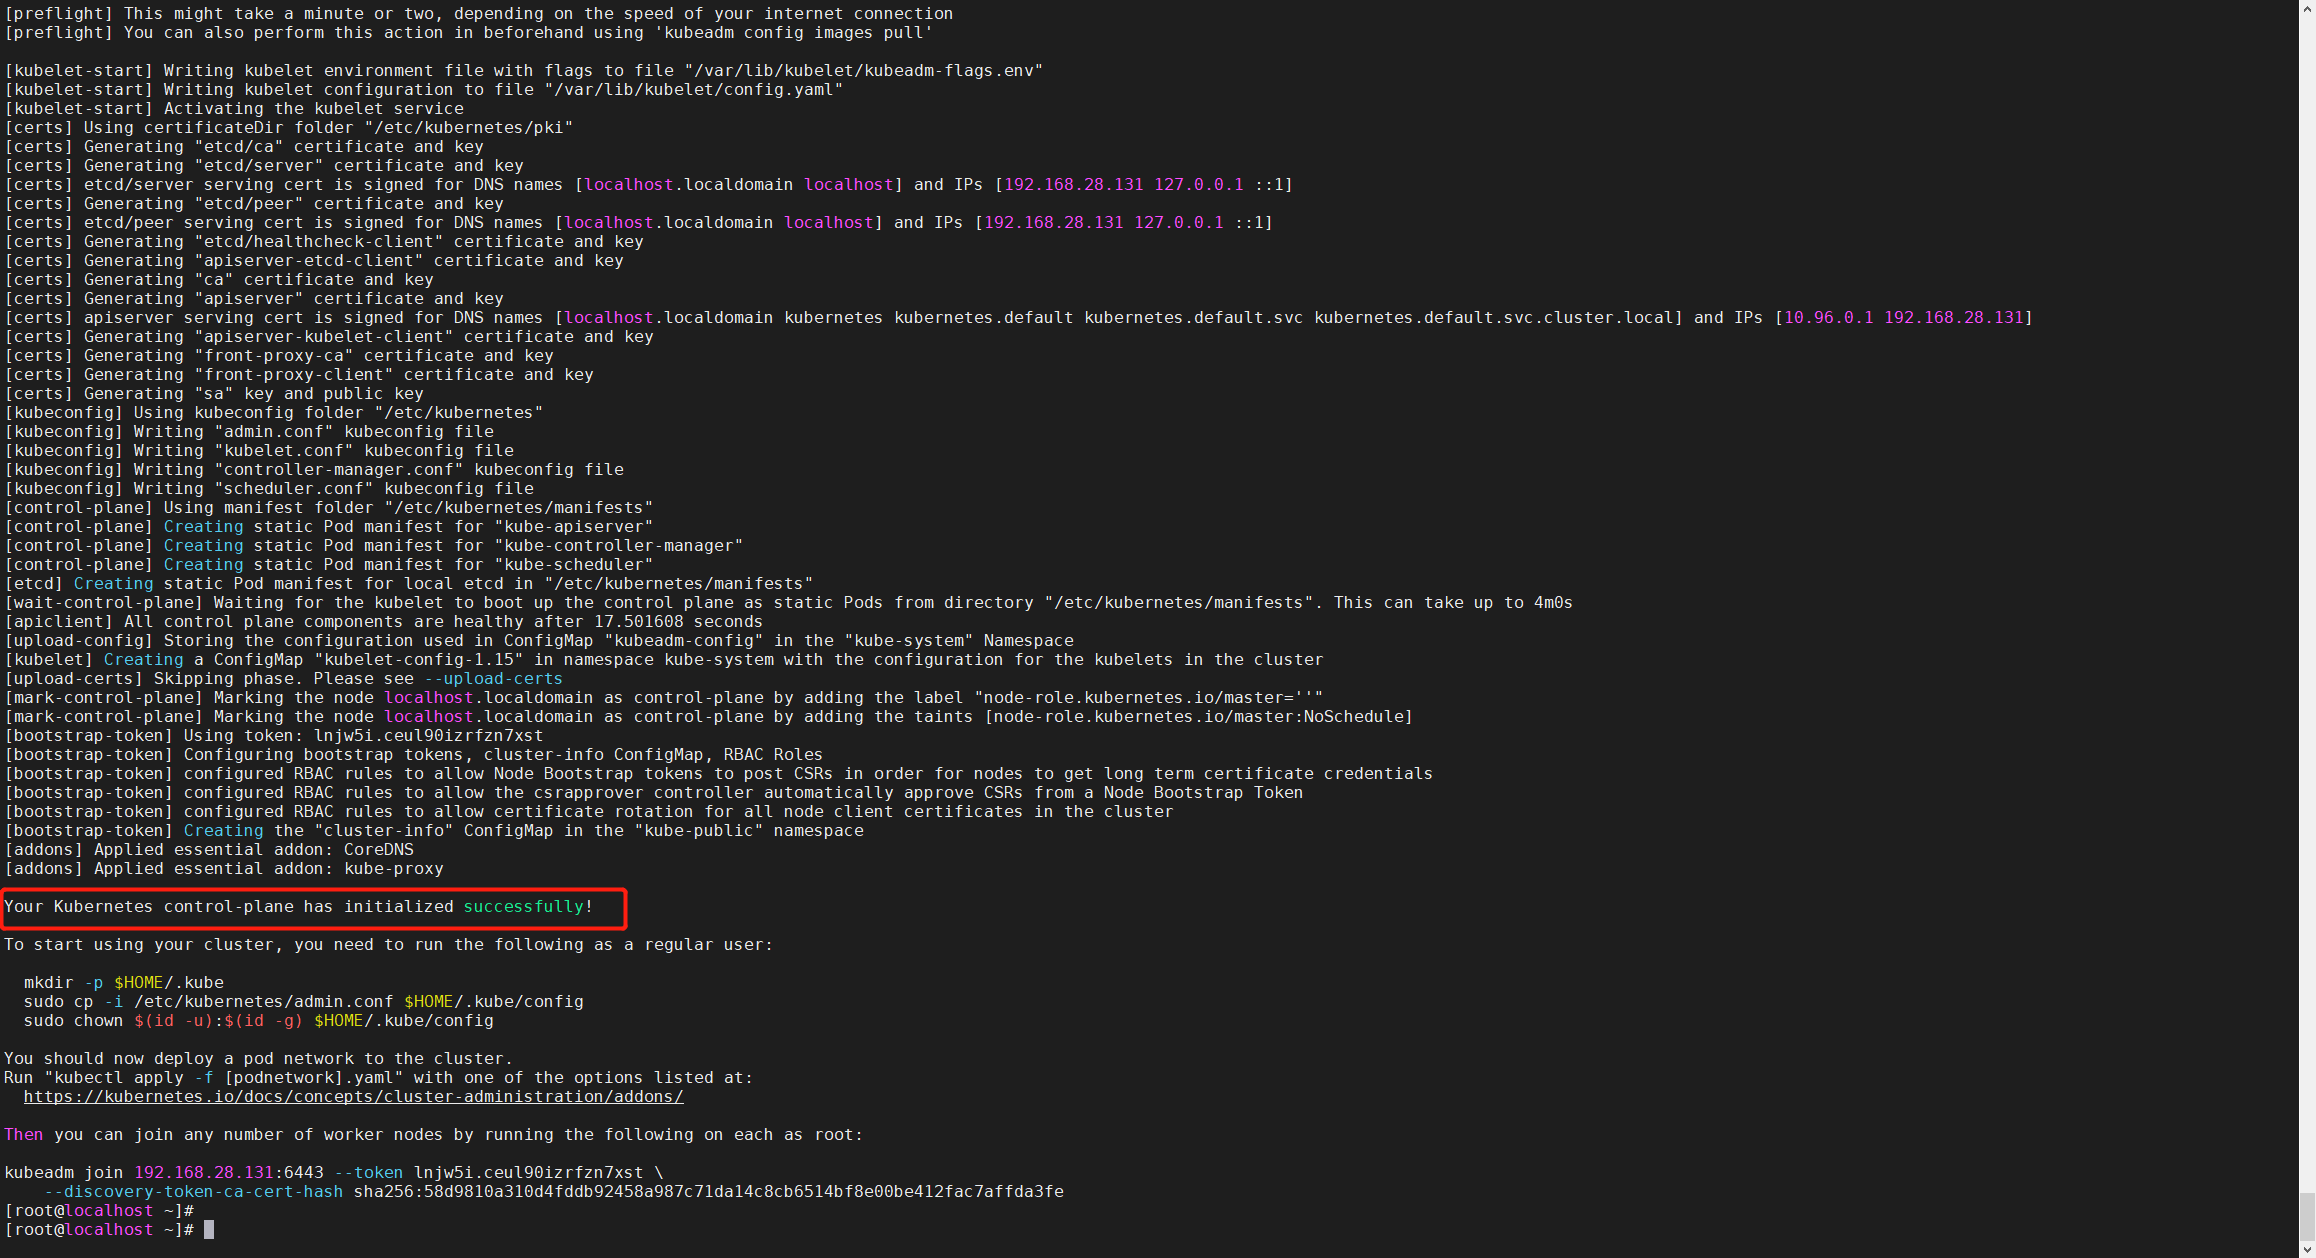 [preflight] This might take a minute or two, depending on the speed of your internet connection
[preflight] You can also perform this action in beforehand using 'kubeadm config images pull'
[kubelet-start] Writing kubelet environment file with flags to file "/var/lib/kubelet/kubeadm-flags.env"
[kubelet-start] Writing kubelet configuration to file "/var/lib/kubelet/config.yaml"
[kubelet-start] Activating the kubelet service
[certs] Using certificateDir folder "/etc/kubernetes/pki"
[certs] Generating "etcd/ca" certificate and key
[certs] Generating "etcd/server" certificate and key
[certs] etcd/server serving cert is signed for DNS names [localhost.localdomain localhost] and IPs [192.168.28.131 127.0.0.1 ::1]
[certs] Generating "etcd/peer" certificate and key
[certs] etcd/peer serving cert is signed for DNS names [localhost.localdomain localhost] and IPs [192.168.28.131 127.0.0.1 ::1]
[certs] Generating "etcd/healthcheck-client" certificate and key
[certs] Generating "apiserver-etcd-client" certificate and key
[certs] Generating "ca" certificate and key
[certs] Generating "apiserver" certificate and key
[certs] apiserver serving cert is signed for DNS names [localhost.localdomain kubernetes kubernetes.default kubernetes.default.svc kubernetes.default.svc.cluster.local] and IPs [10.96.0.1 192.168.28.131]
[certs] Generating "apiserver-kubelet-client" certificate and key
[certs] Generating "front-proxy-ca" certificate and key
[certs] Generating "front-proxy-client" certificate and key
[certs] Generating "sa" key and public key
[kubeconfig] Using kubeconfig folder "/etc/kubernetes"
[kubeconfig] Writing "admin.conf" kubeconfig file
[kubeconfig] Writing "kubelet.conf" kubeconfig file
[kubeconfig] Writing "controller-manager.conf" kubeconfig file
[kubeconfig] Writing "scheduler.conf" kubeconfig file
[control-plane] Using manifest folder "/etc/kubernetes/manifests"
[control-plane] Creating static Pod manifest for "kube-apiserver"
[control-plane] Creating static Pod manifest for "kube-controller-manager"
[control-plane] Creating static Pod manifest for "kube-scheduler"
[etcd] Creating static Pod manifest for local etcd in "/etc/kubernetes/manifests"
[wait-control-plane] Waiting for the kubelet to boot up the control plane as static Pods from directory "/etc/kubernetes/manifests". This can take up to 4m0s
[apiclient] All control plane components are healthy after 17.501608 seconds
[upload-config] Storing the configuration used in ConfigMap "kubeadm-config" in the "kube-system" Namespace
[kubelet] Creating a ConfigMap "kubelet-config-1.15" in namespace kube-system with the configuration for the kubelets in the cluster
[upload-certs] Skipping phase. Please see --upload-certs
[mark-control-plane] Marking the node localhost.localdomain as control-plane by adding the label "node-role.kubernetes.io/master=''"
[mark-control-plane] Marking the node localhost.localdomain as control-plane by adding the taints [node-role.kubernetes.io/master:NoSchedule]
[bootstrap-token] Using token: lnjw5i.ceul90izrfzn7xst
[bootstrap-token] Configuring bootstrap tokens, cluster-info ConfigMap, RBAC Roles
[bootstrap-token] configured RBAC rules to allow Node Bootstrap tokens to post CSRs in order for nodes to get long term certificate credentials
[bootstrap-token] configured RBAC rules to allow the csrapprover controller automatically approve CSRs from a Node Bootstrap Token
[bootstrap-token] configured RBAC rules to allow certificate rotation for all node client certificates in the cluster
[bootstrap-token] Creating the "cluster-info" ConfigMap in the "kube-public" namespace
[addons] Applied essential addon: CoreDNS
[addons] Applied essential addon: kube-proxy
Your Kubernetes control-plane has initialized successfully!
To start using your cluster, you need to run the following as a regular user:
mkdir -p $HOME/.kube
sudo cp -i /etc/kubernetes/admin.conf $HOME/.kube/config
sudo chown $(id -u):$(id -g) $HOME/.kube/config
You should now deploy a pod network to the cluster.
Run "kubectl apply -f [podnetwork].yaml" with one of the options listed at:
https://kubernetes.io/docs/concepts/cluster-administration/addons/
Then you can join any number of worker nodes by running the following on each as root:
kubeadm join 192.168.28.131:6443 --token lnjw5i.ceul90izrfzn7xst \
--discovery-token-ca-cert-hash sha256:58d9810a310d4fddb92458a987c71da14c8cb6514bf8e00be412fac7affda3fe
[root@localhost ~]#
[root@localhost ~]#